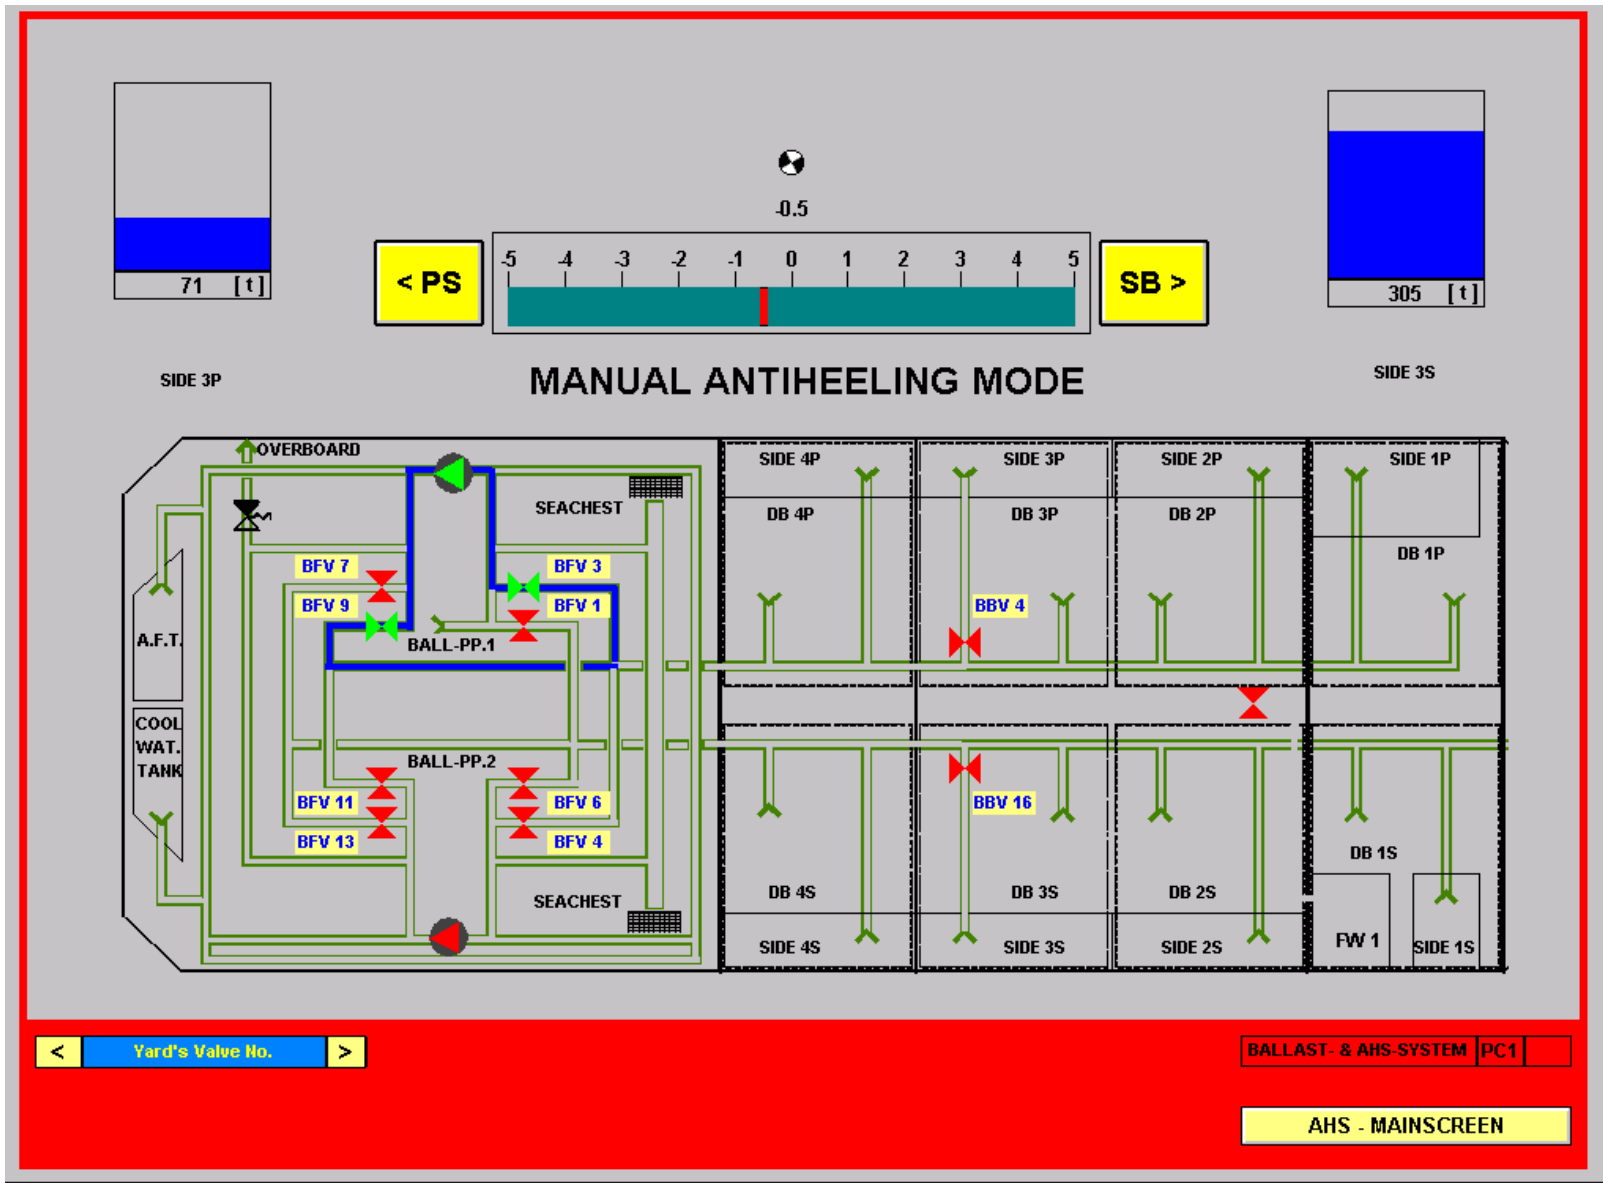 -0.5
-5 -4 -3 -2 -1 0 1 2 3 4 5
< PS
SB >
71 [ t ]
305 [ t ]
SIDE 3P
MANUAL ANTIHEELING MODE
SIDE 3S
OVERBOARD
SIDE 4P
SIDE 3P
SIDE 2P
SIDE 1P
SEACHEST
DB 4P
DB 3P
DB 2P
DB 1P
BFV 7
BFV 3
BFV 9
BFV 1
BBV 4
A.F.T.
BALL-PP.1
COOL
WAT.
TANK
BALL-PP.2
BFV 11
BFV 6
BBV 16
BFV 13
BFV 4
DB 1S
SEACHEST
DB 4S
DB 3S
DB 2S
SIDE 4S
SIDE 3S
SIDE 2S
FW 1
SIDE 1S
< Yard's Valve No. >
BALLAST- & AHS-SYSTEM PC1
AHS - MAINSCREEN